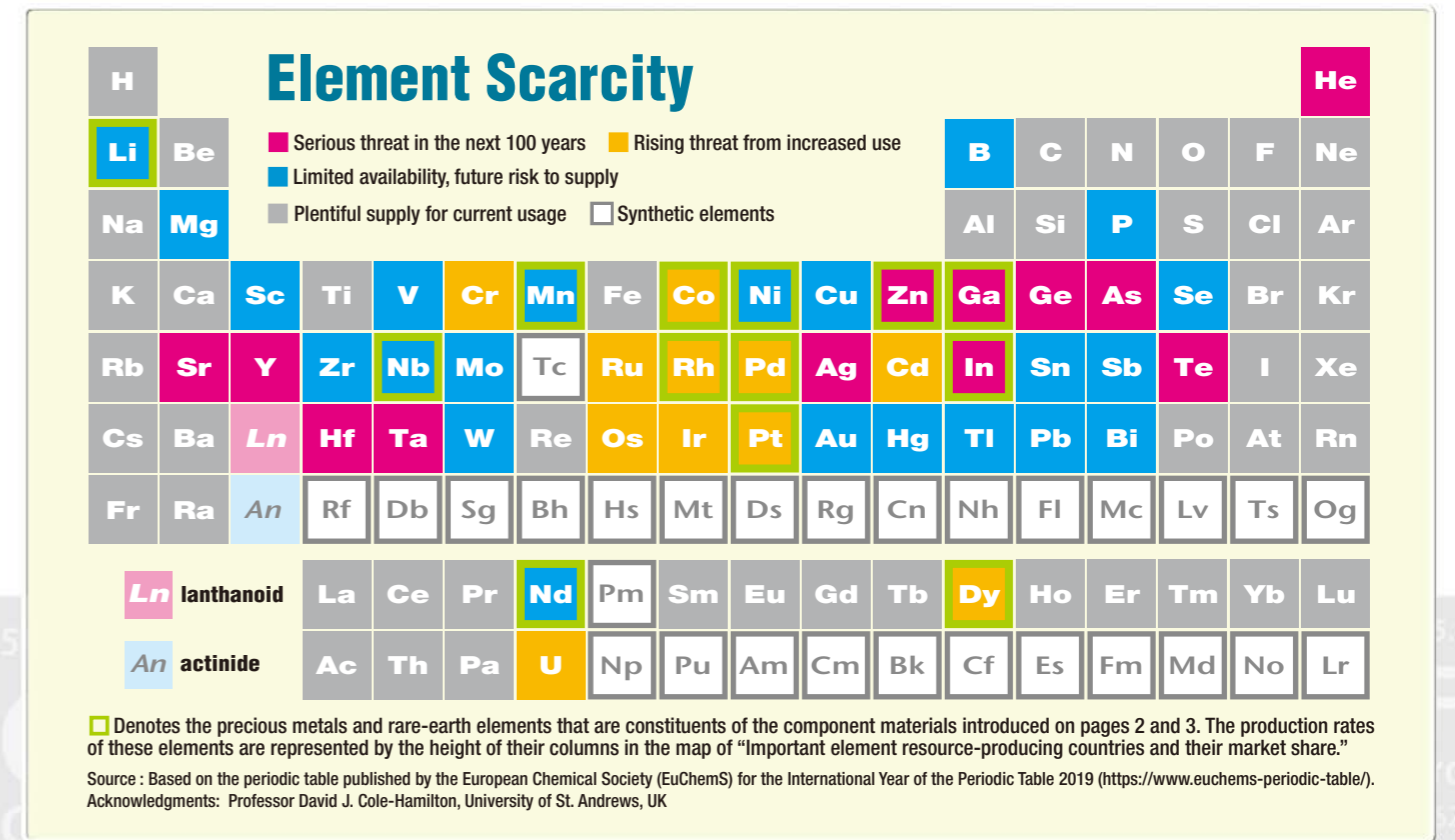 Element Scarcity
Serious threat in the next 100 years Rising threat from increased use
Limited availability, future risk to supply
Plentiful supply for current usage Synthetic elements
H He
Li Be B C N O F Ne
Na Mg Al Si P S Cl Ar
K Ca Sc Ti V Cr Mn Fe Co Ni Cu Zn Ga Ge As Se Br Kr
Rb Sr Y Zr Nb Mo Tc Ru Rh Pd Ag Cd In Sn Sb Te I Xe
Cs Ba Ln Hf Ta W Re Os Ir Pt Au Hg Tl Pb Bi Po At Rn
Fr Ra An Rf Db Sg Bh Hs Mt Ds Rg Cn Nh Fl Mc Lv Ts Og
Ln lanthanoid La Ce Pr Nd Pm Sm Eu Gd Tb Dy Ho Er Tm Yb Lu
An actinide Ac Th Pa U Np Pu Am Cm Bk Cf Es Fm Md No Lr
Denotes the precious metals and rare-earth elements that are constituents of the component materials introduced on pages 2 and 3. The production rates
of these elements are represented by the height of their columns in the map of “Important element resource-producing countries and their market share.”
Source : Based on the periodic table published by the European Chemical Society (EuChemS) for the International Year of the Periodic Table 2019 (https://www.euchems-periodic-table/).
Acknowledgments: Professor David J. Cole-Hamilton, University of St. Andrews, UK